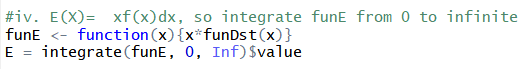 #iv. E(X)=  xf(x)dx, so integrate funE from 0 to infinite
funE <- function(x){x*funDst(x)}
E = integrate(funE, 0, Inf)$value